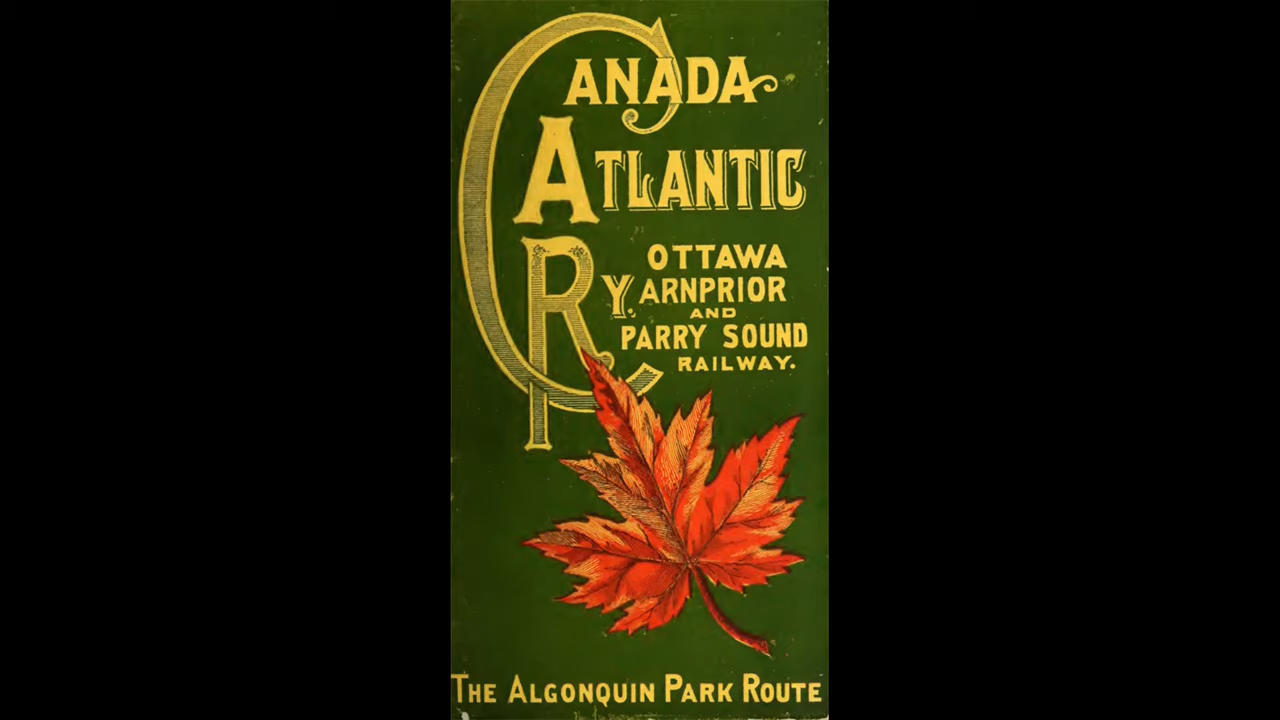 CANADA
ATLANTIC
RY.
OTTAWA
ARNPRIOR
AND
PARRY SOUND
RAILWAY.
THE ALGONQUIN PARK ROUTE